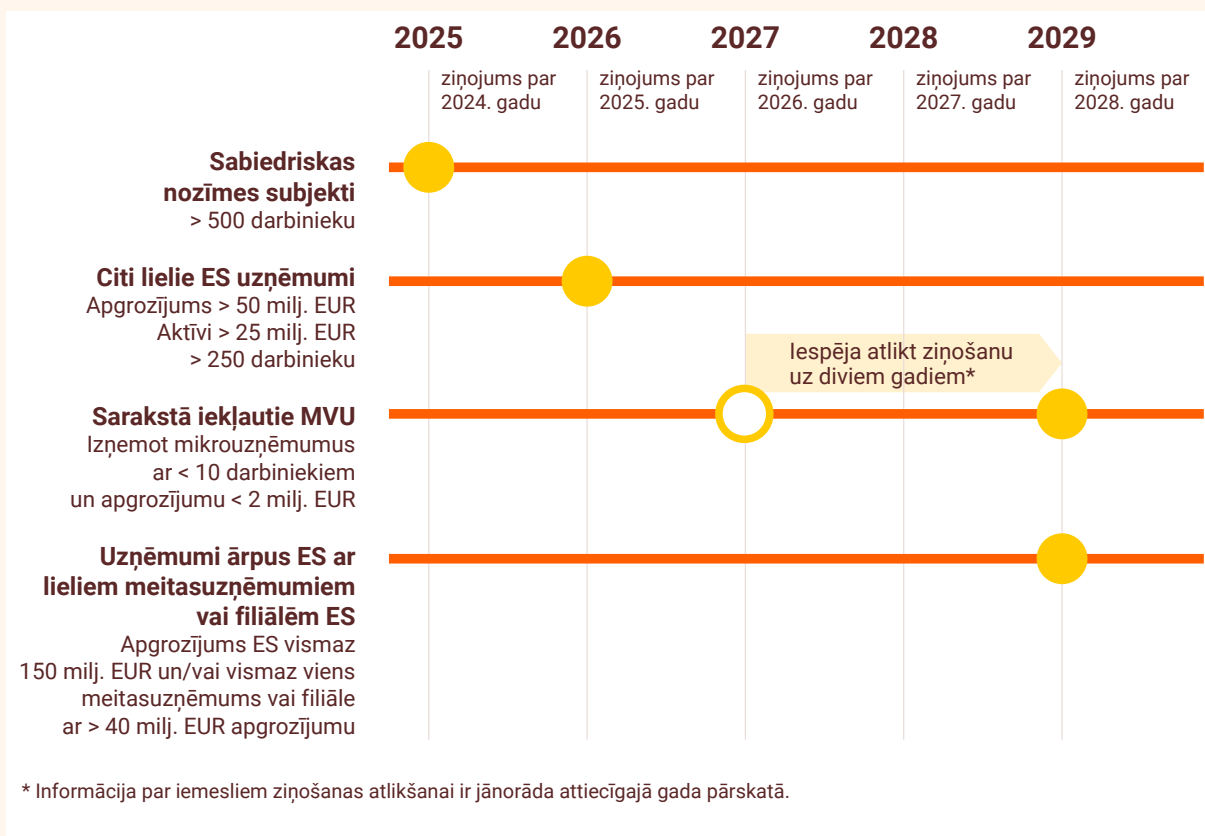 2025
2026
2027
2028
2029
ziņojums par
2024. gadu
ziņojums par
2025. gadu
ziņojums par
2026. gadu
ziņojums par
2027. gadu
ziņojums par
2028. gadu
Sabiedriskas
nozīmes subjekti
> 500 darbinieku
Citi lielie ES uzņēmumi
Apgrozījums > 50 milj. EUR
Aktīvi > 25 milj. EUR
> 250 darbinieku
Iespēja atlikt ziņošanu
uz diviem gadiem*
Sarakstā iekļautie MVU
Izņemot mikrouzņēmumus
ar < 10 darbiniekiem
un apgrozījumu < 2 milj. EUR
Uzņēmumi ārpus ES ar
lieliem meitasuzņēmumiem
vai filiālēm ES
Apgrozījums ES vismaz
150 milj. EUR un/vai vismaz viens
meitasuzņēmums vai filiāle
ar > 40 milj. EUR apgrozījumu
* Informācija par iemesliem ziņošanas atlikšanai ir jānorāda attiecīgajā gada pārskatā.